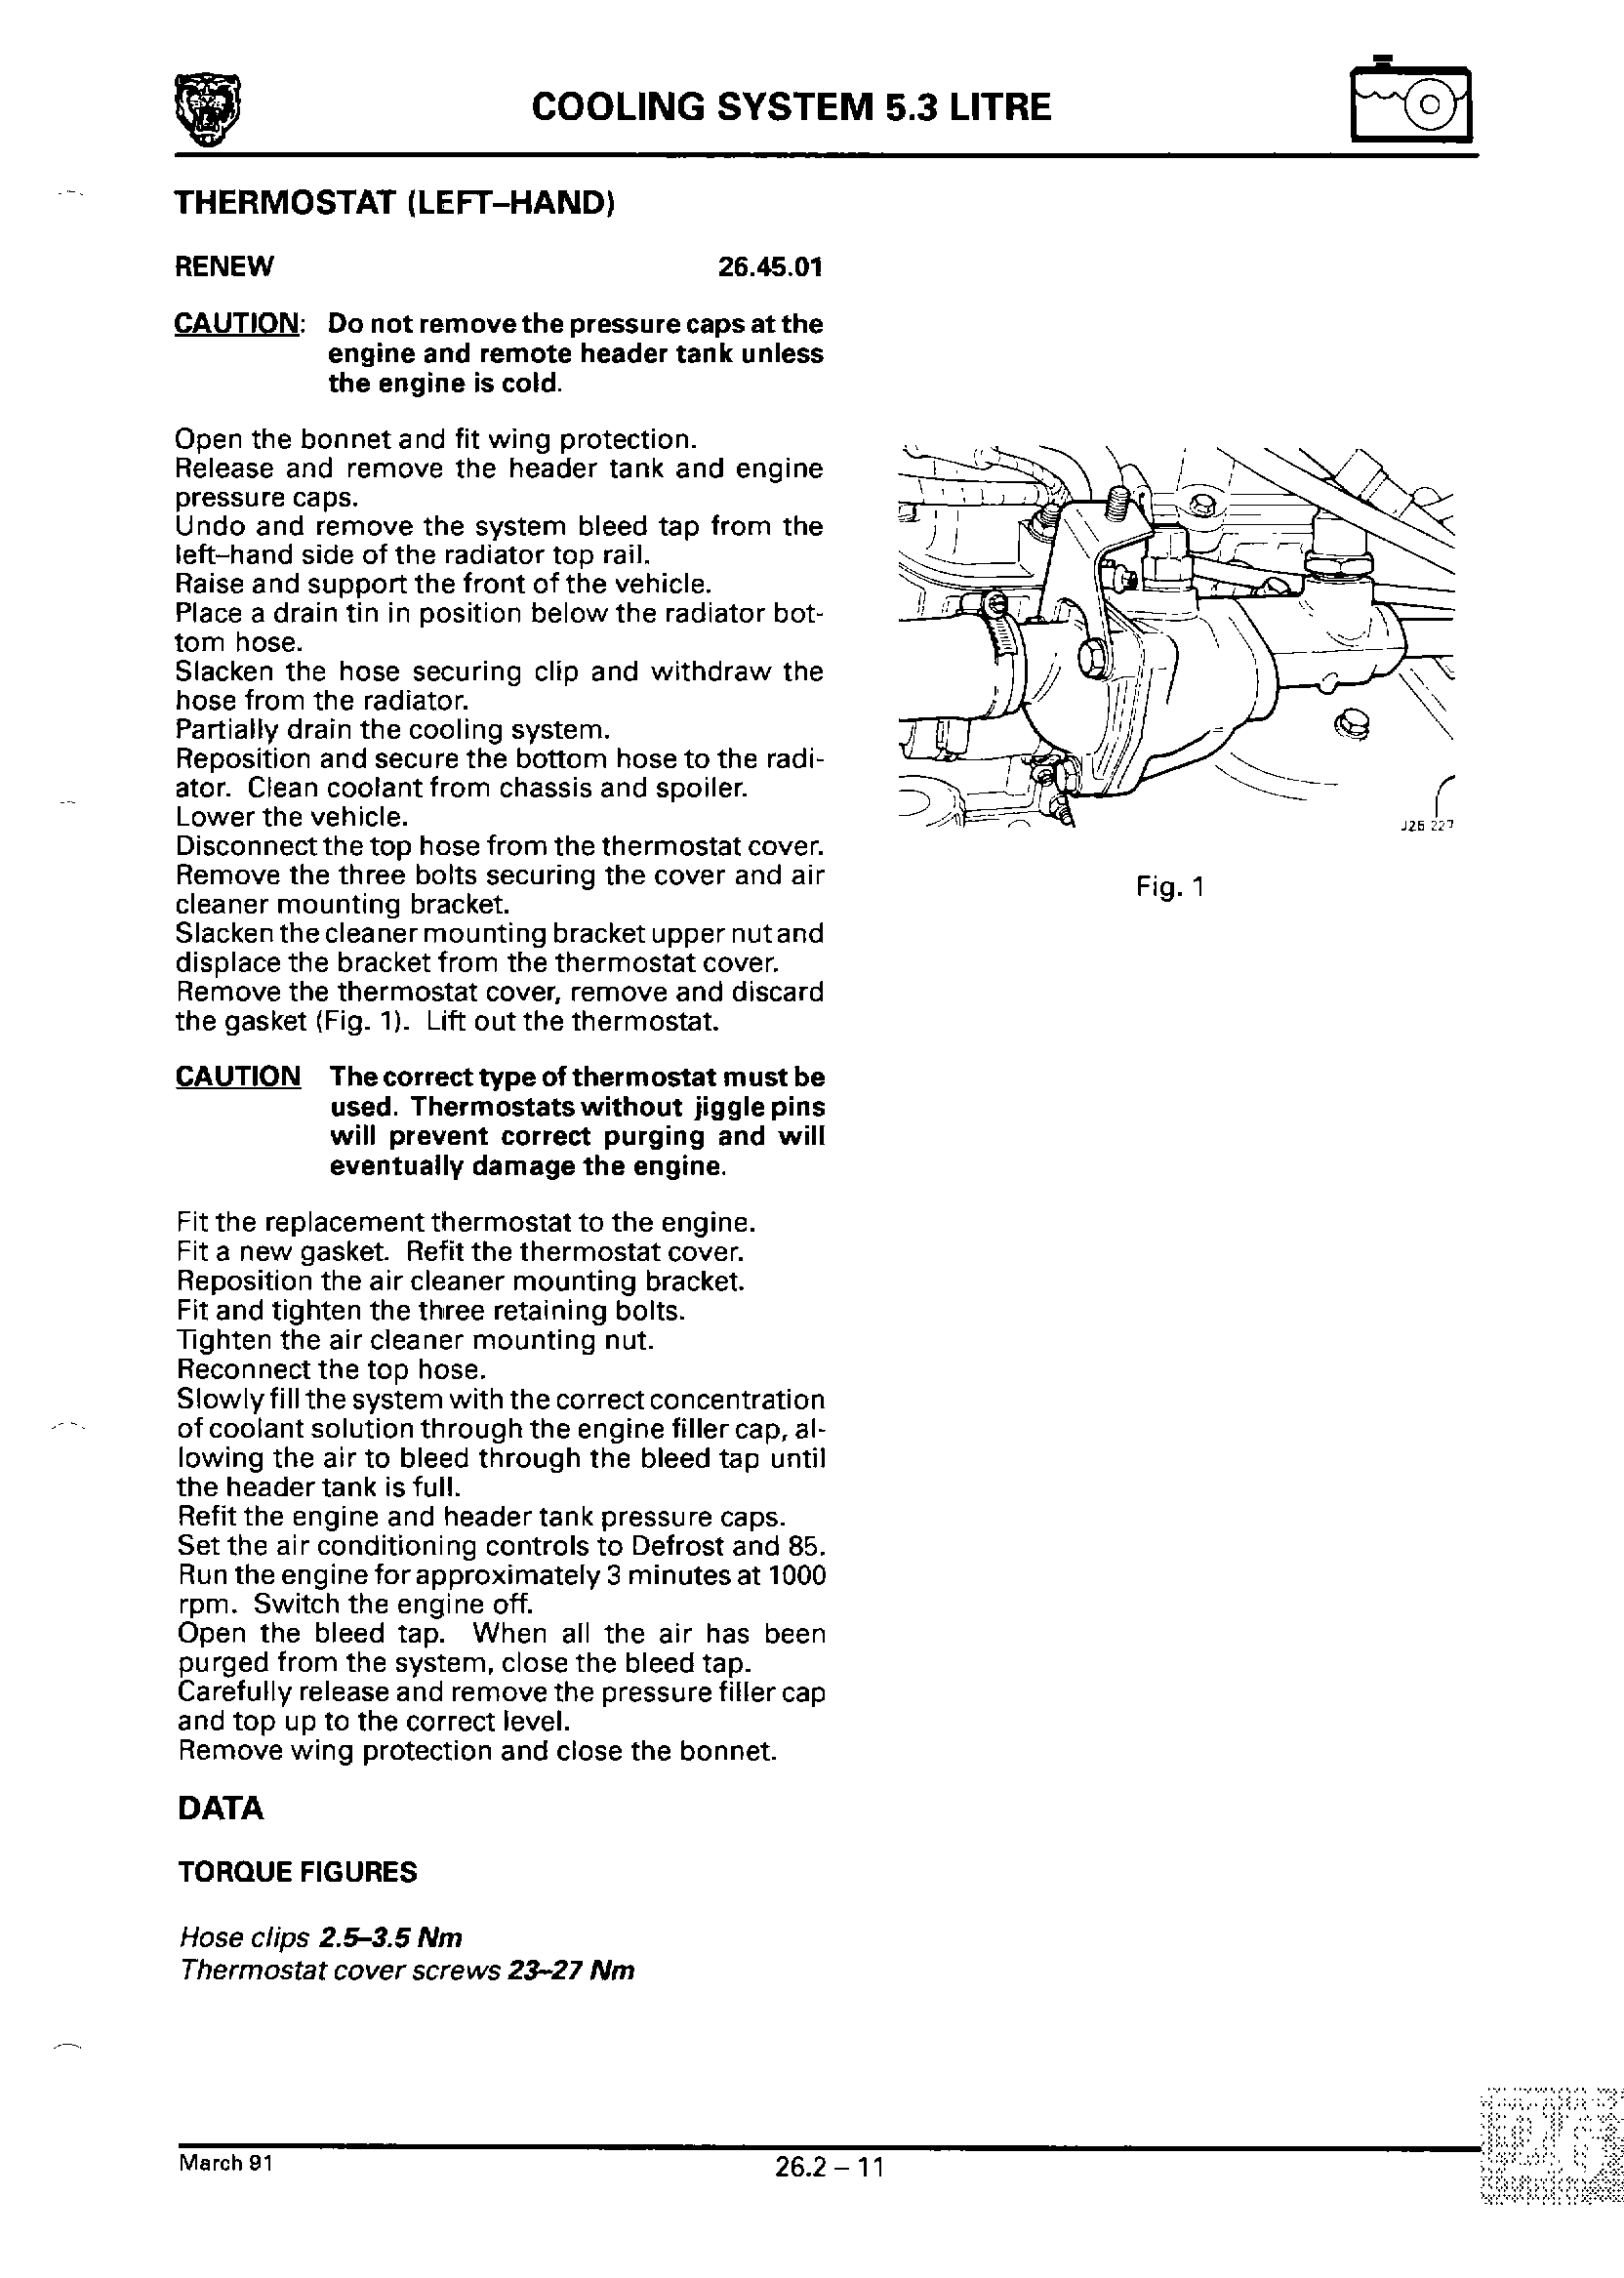 COOLING SYSTEM 5.3 LITRE
THERMOSTAT (LEFT–HAND)
RENEW 26.45.01
CAUTION: Do not remove the pressure caps at the
engine and remote header tank unless
the engine is cold.
Open the bonnet and fit wing protection.
Release and remove the header tank and engine
pressure caps.
Undo and remove the system bleed tap from the
left–hand side of the radiator top rail.
Raise and support the front of the vehicle.
Place a drain tin in position below the radiator bot-
tom hose.
Slacken the hose securing clip and withdraw the
hose from the radiator.
Partially drain the cooling system.
Reposition and secure the bottom hose to the radi-
ator. Clean coolant from chassis and spoiler.
Lower the vehicle.
Disconnect the top hose from the thermostat cover.
Remove the three bolts securing the cover and air
cleaner mounting bracket.
Slacken the cleaner mounting bracket upper nut and
displace the bracket from the thermostat cover.
Remove the thermostat cover, remove and discard
the gasket (Fig. 1). Lift out the thermostat.
CAUTION The correct type of thermostat must be
used. Thermostats without jiggle pins
will prevent correct purging and will
eventually damage the engine.
Fit the replacement thermostat to the engine.
Fit a new gasket. Refit the thermostat cover.
Reposition the air cleaner mounting bracket.
Fit and tighten the three retaining bolts.
Tighten the air cleaner mounting nut.
Reconnect the top hose.
Slowly fill the system with the correct concentration
of coolant solution through the engine filler cap, al-
lowing the air to bleed through the bleed tap until
the header tank is full.
Refit the engine and header tank pressure caps.
Set the air conditioning controls to Defrost and 85.
Run the engine for approximately 3 minutes at 1000
rpm. Switch the engine off.
Open the bleed tap. When all the air has been
purged from the system, close the bleed tap.
Carefully release and remove the pressure filler cap
and top up to the correct level.
Remove wing protection and close the bonnet.
DATA
TORQUE FIGURES
Hose clips 2.5–3.5 Nm
Thermostat cover screws 23–27 Nm
J26 227
Fig. 1
March 91
26.2 – 11
26